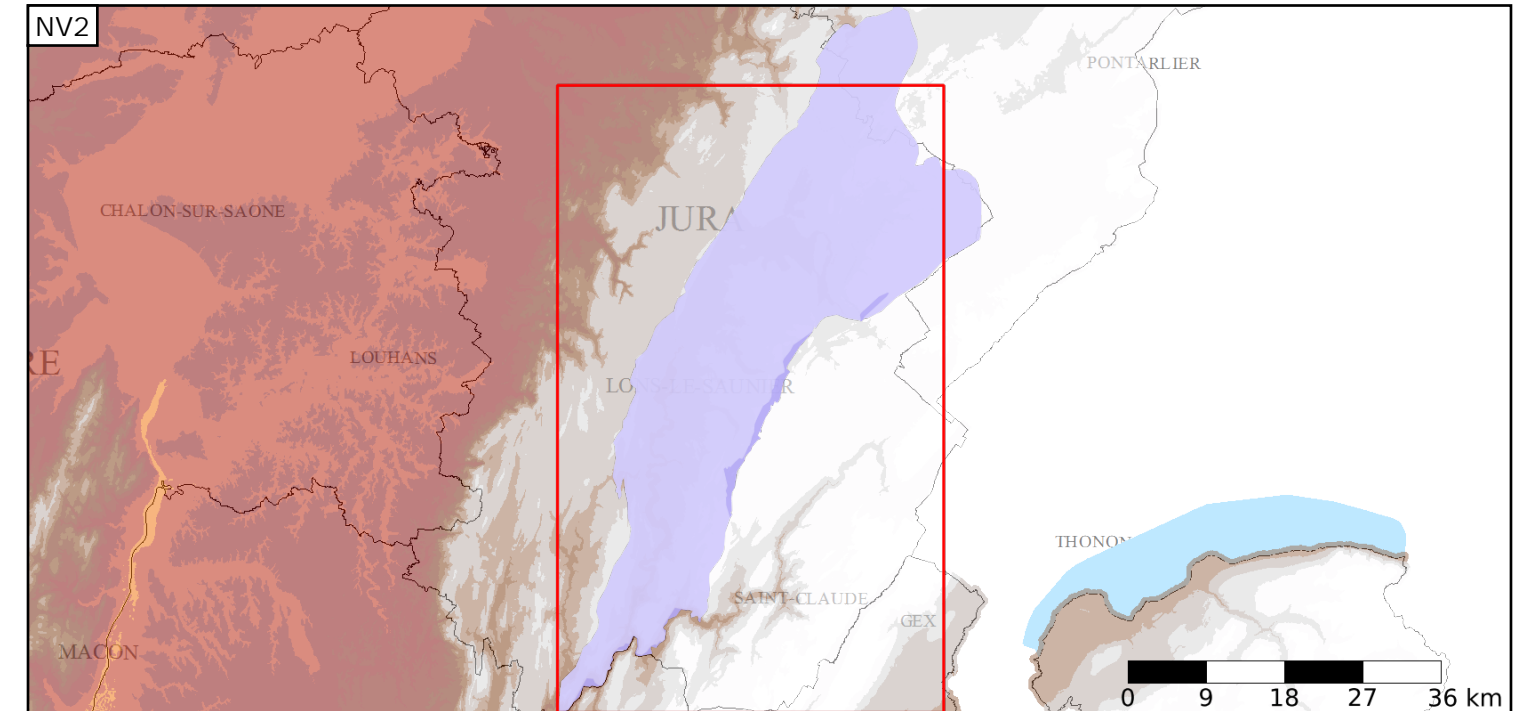 NV2
PONTARLIER
CHALON-SUR-SAONE
JURA
LOUHANS
RE
LONS-LE-SAUNIER
THONON
SAINT-CLAUDE
GEX
MACON
0 9 18 27 36 km